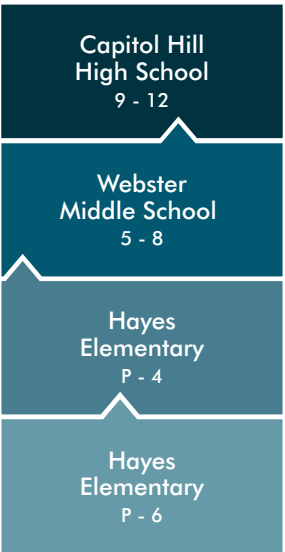 Capitol Hill
High School
9 - 12
Webster
Middle School
5 - 8
Hayes
Elementary
P - 4
Hayes
Elementary
P - 6